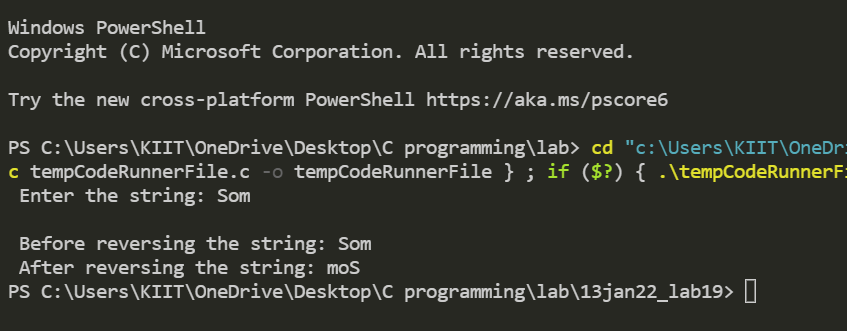 Windows PowerShell
Copyright (C) Microsoft Corporation. All rights reserved.
Try the new cross-platform PowerShell https://aka.ms/pscore6
PS C:\Users\KIIT\OneDrive\Desktop\C programming\lab> cd "c:\Users\KIIT\OneDri
c tempCodeRunnerFile.c -o tempCodeRunnerFile } ; if ($?) { .\tempCodeRunnerFi
Enter the string: Som
Before reversing the string: Som
After reversing the string: moS
PS C:\Users\KIIT\OneDrive\Desktop\C programming\lab\13jan22_lab19>